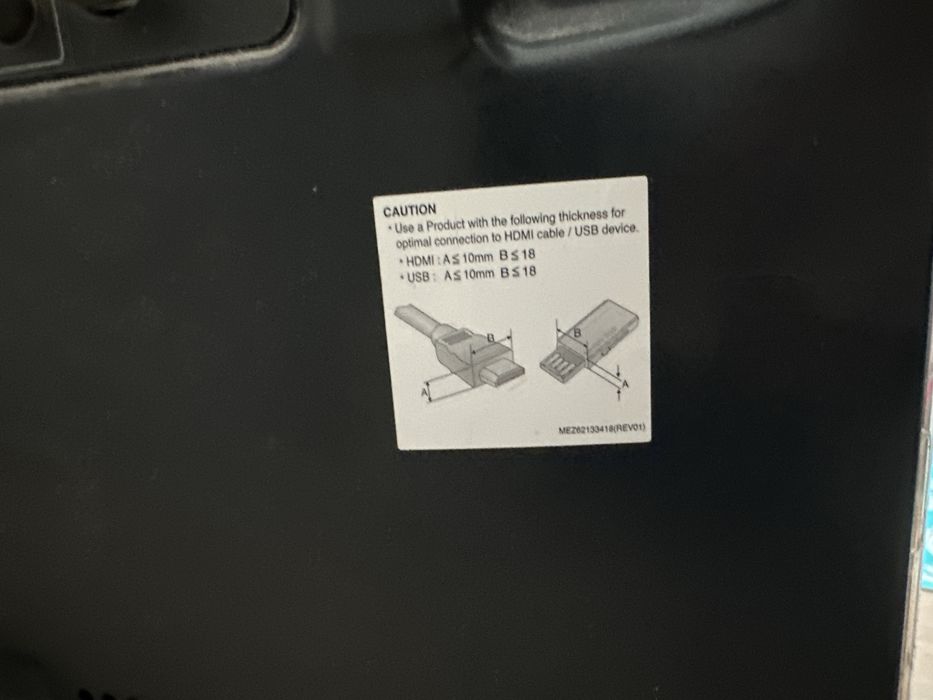 CAUTION
• Use a Product with the following thickness for
optimal connection to HDMI cable / USB device.
• HDMI : A ≤ 10mm B ≤ 18
• USB : A ≤ 10mm B ≤ 18
B
B
A
A
MEZ62133418(REV01)